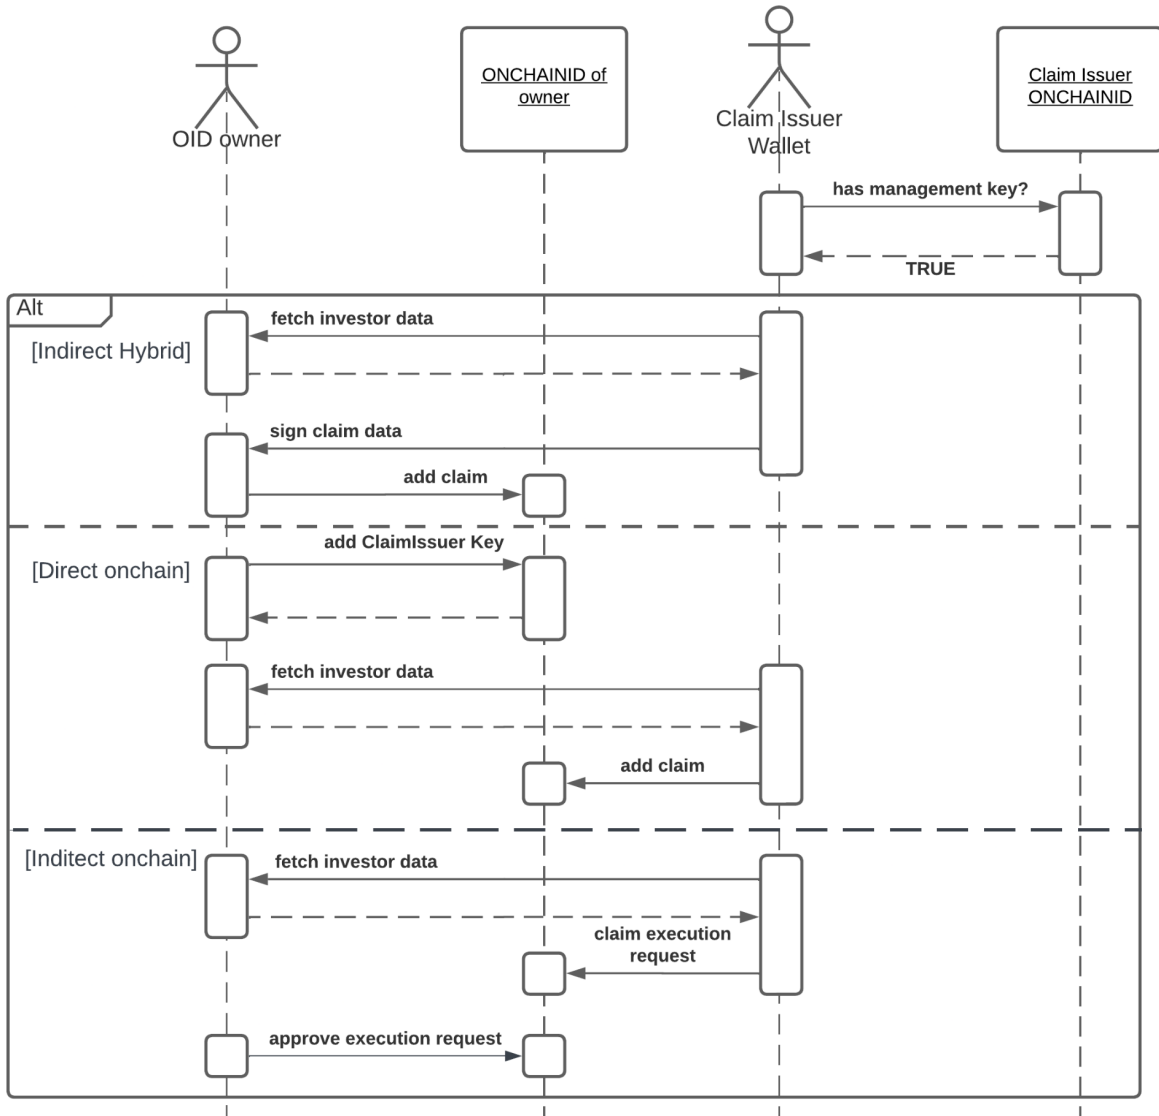 OID owner
ONCHAINID of
owner
Claim Issuer
Wallet
Claim Issuer
ONCHAINID
has management key?
TRUE
Alt
[Indirect Hybrid]
fetch investor data
sign claim data
add claim
[Direct onchain]
add ClaimIssuer Key
fetch investor data
add claim
[Inditect onchain]
fetch investor data
claim execution
request
approve execution request